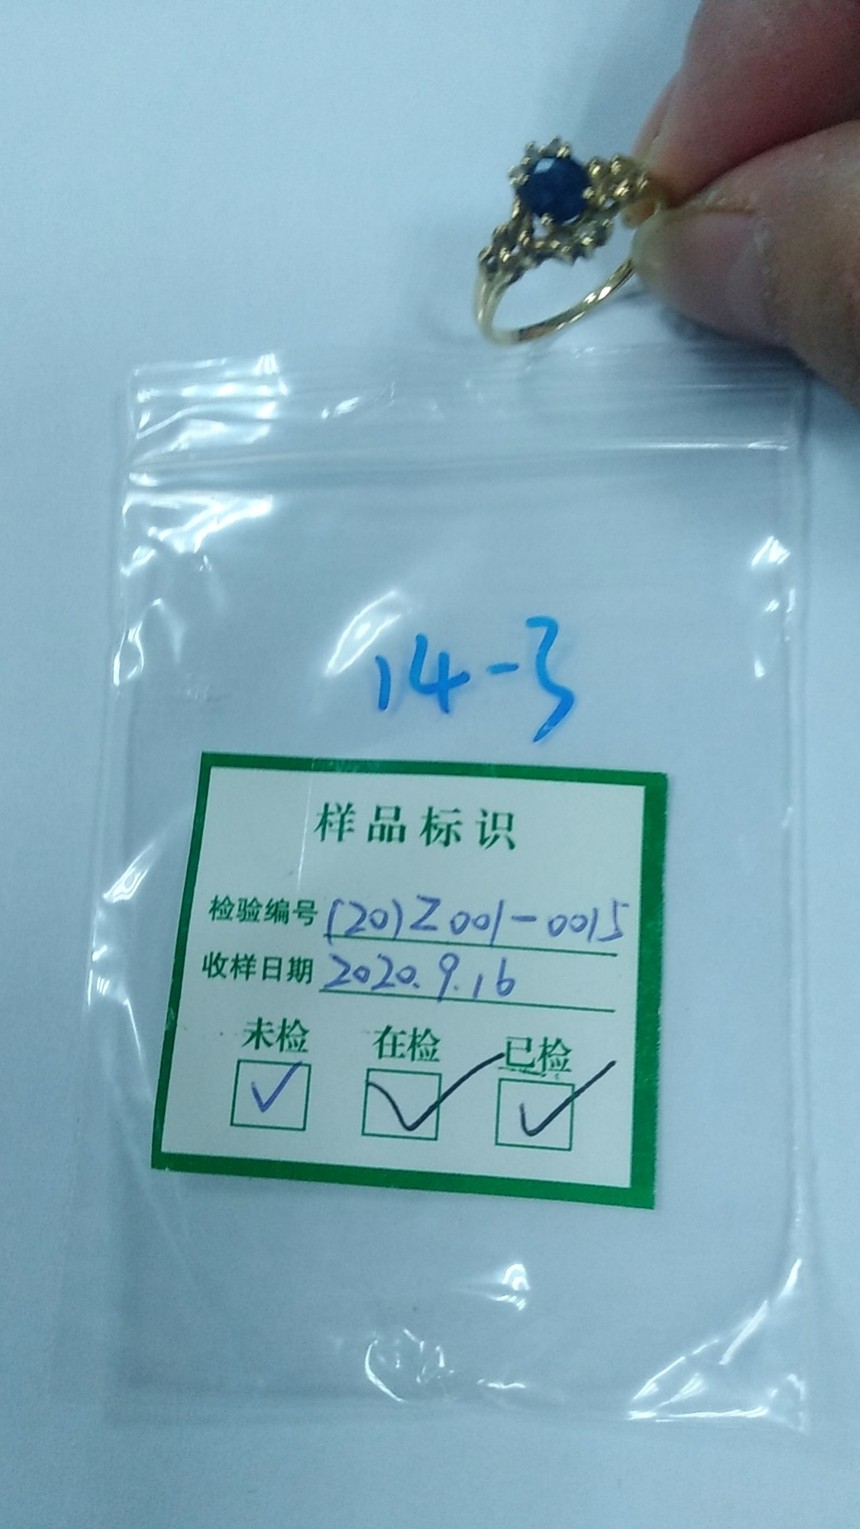 14-3
样品标识
检验编号 (20)Z001-0015
收样日期 2020.9.16
未检 在检 已检